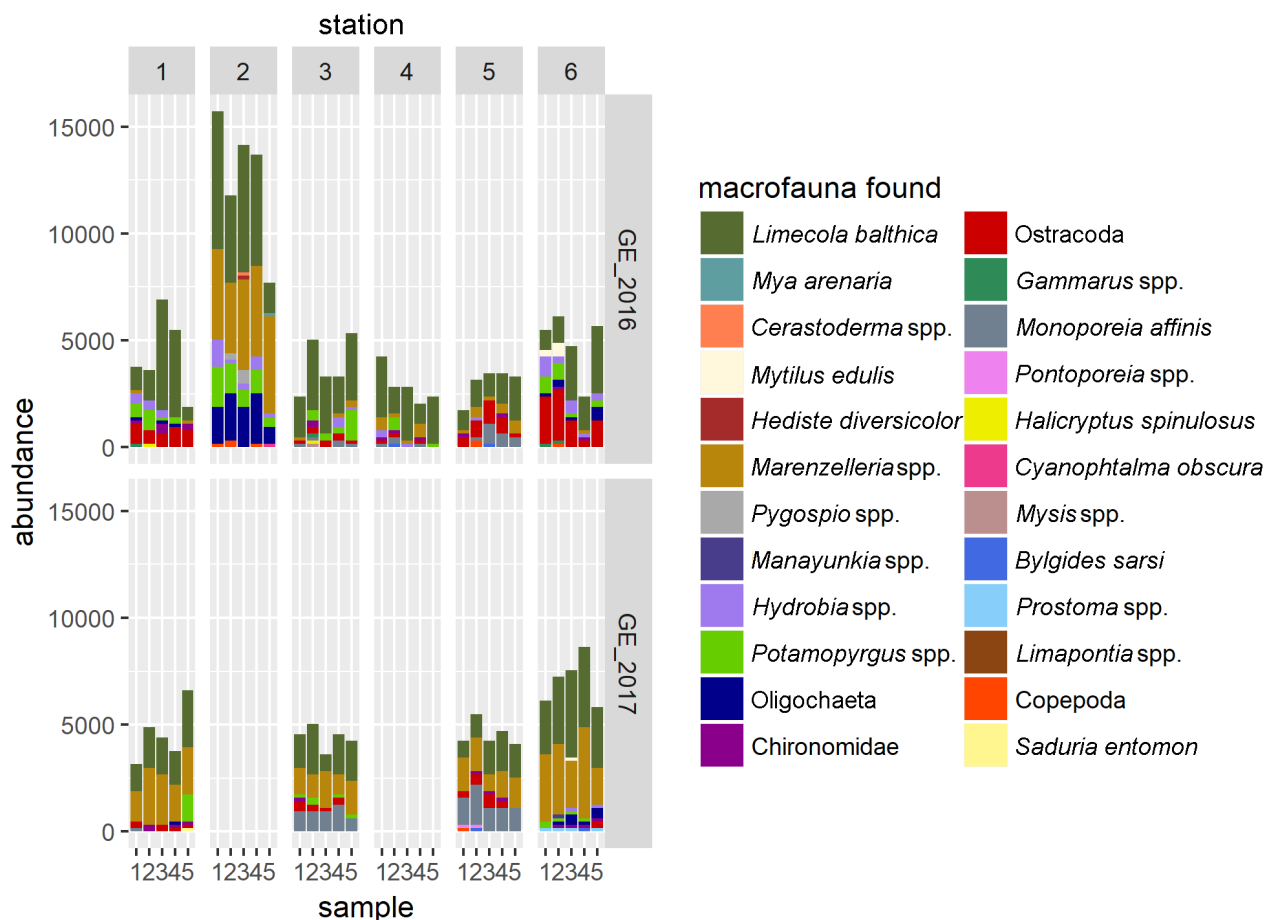 station
1 2 3 4 5 6
15000
10000
5000
0
GE_2016
abundance
15000
10000
5000
0
GE_2017
12345 12345 12345 12345 12345 12345
sample
macrofauna found
Limecola balthica
Mya arenaria
Cerastoderma spp.
Mytilus edulis
Hediste diversicolor
Marenzelleria spp.
Pygospio spp.
Manayunkia spp.
Hydrobia spp.
Potamopyrgus spp.
Oligochaeta
Chironomidae
Ostracoda
Gammarus spp.
Monoporeia affinis
Pontoporeia spp.
Halicryptus spinulosus
Cyanophtalma obscura
Mysis spp.
Bylgides sarsi
Prostoma spp.
Limapontia spp.
Copepoda
Saduria entomon